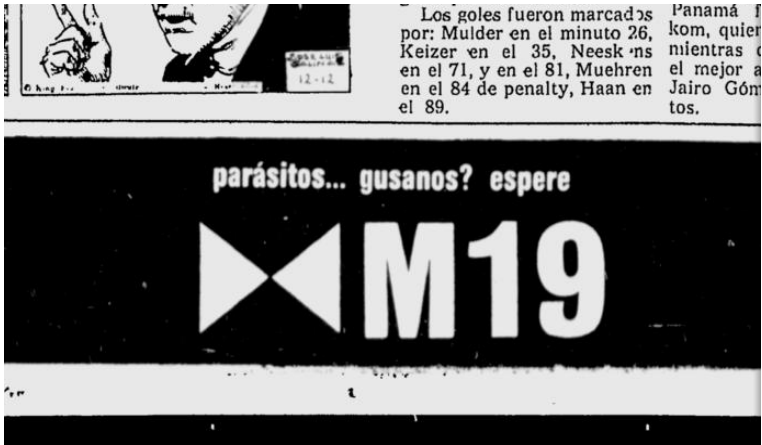 12-12
Los goles fueron marcados
por: Mulder en el minuto 26,
Keizer en el 35, Neesk ns
en el 71, y en el 81, Muehren
en el 84 de penalty, Haan en
el 89.
Panamá
kom, quier
mientras
el mejor a
Jairo Góm
tos.
parásitos... gusanos? espere
M19